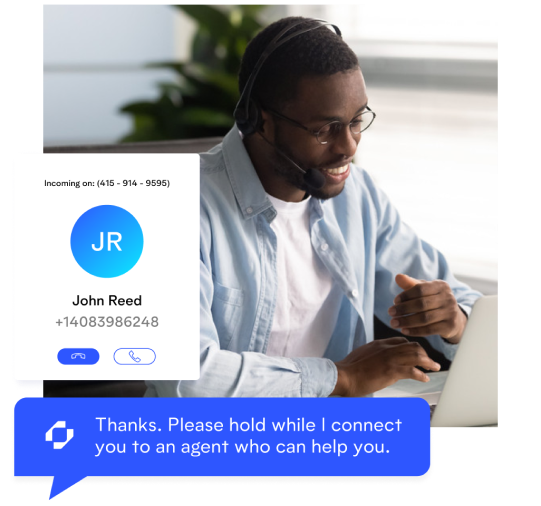 Incoming on: (415 - 914 - 9595)
JR
John Reed
+14083986248
Thanks. Please hold while I connect
you to an agent who can help you.